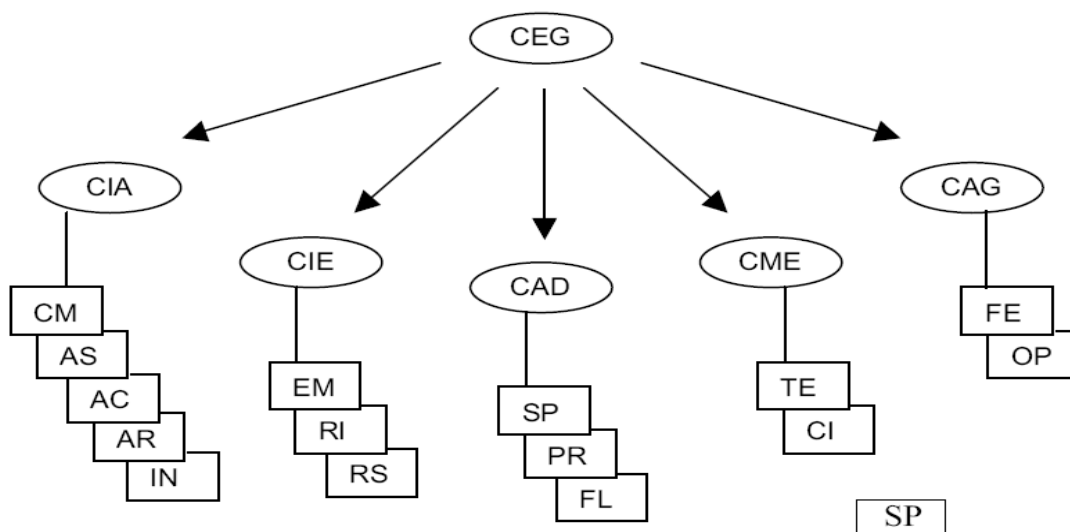 CEG
CIA
CM
AS
AC
AR
IN
CIE
EM
RI
RS
CAD
SP
PR
FL
CME
TE
CI
CAG
FE
OP
SP